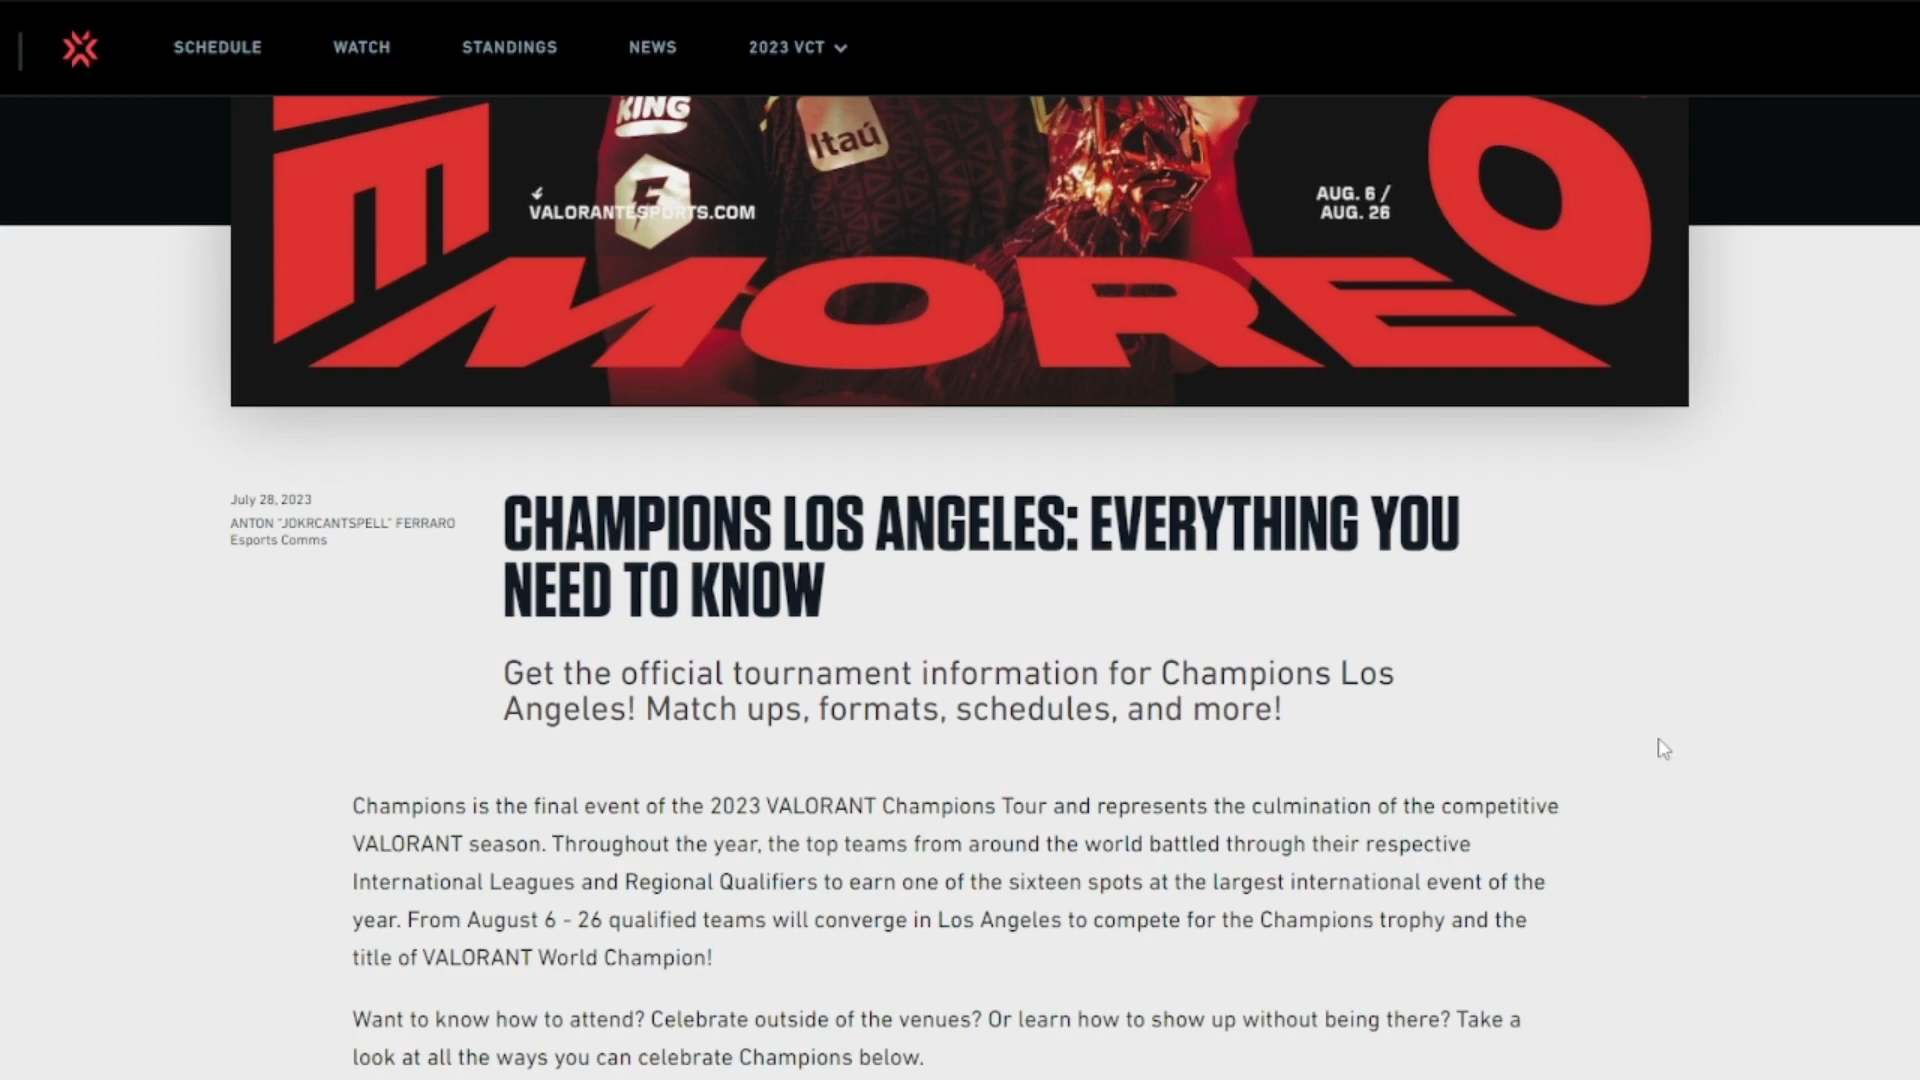 SCHEDULE WATCH STANDINGS NEWS 2023 VCT
KING
Itaú
VALORANTESPORTS.COM
AUG. 6 /
AUG. 26
E
O
MORE
July 28, 2023
ANTON "JOKRCANTSPELL" FERRARO
Esports Comms
CHAMPIONS LOS ANGELES: EVERYTHING YOU
NEED TO KNOW
Get the official tournament information for Champions Los
Angeles! Match ups, formats, schedules, and more!
Champions is the final event of the 2023 VALORANT Champions Tour and represents the culmination of the competitive
VALORANT season. Throughout the year, the top teams from around the world battled through their respective
International Leagues and Regional Qualifiers to earn one of the sixteen spots at the largest international event of the
year. From August 6 - 26 qualified teams will converge in Los Angeles to compete for the Champions trophy and the
title of VALORANT World Champion!
Want to know how to attend? Celebrate outside of the venues? Or learn how to show up without being there? Take a
look at all the ways you can celebrate Champions below.